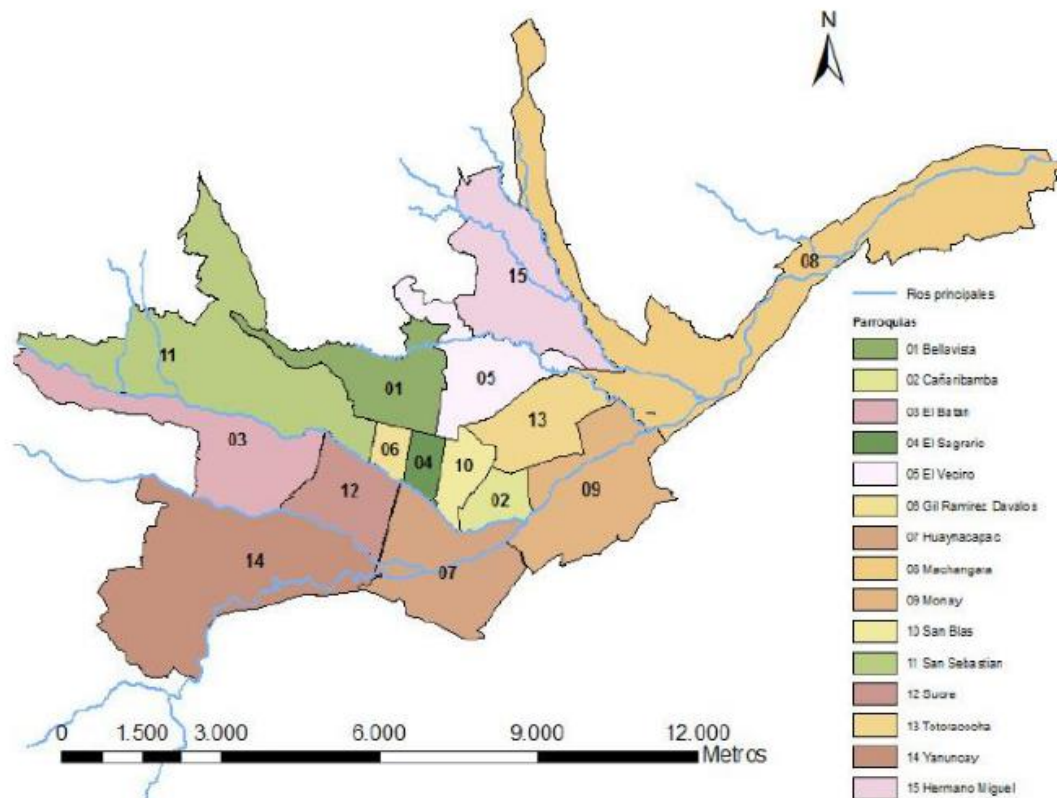 N
15
08
11
01
05
13
03
06
04
10
12
02
09
14
07
Rios principales
Parroquias
01 Bellavista
02 Cañaribamba
03 El Batan
04 El Sagrario
05 El Vecino
06 Gil Ramirez Davalos
07 Huaynacapac
08 Machangara
09 Monay
10 San Blas
11 San Sebastian
12 Sucre
13 Totoracocha
14 Yanuncay
15 Hermano Miguel
0 1.500 3.000 6.000 9.000 12.000
Metros